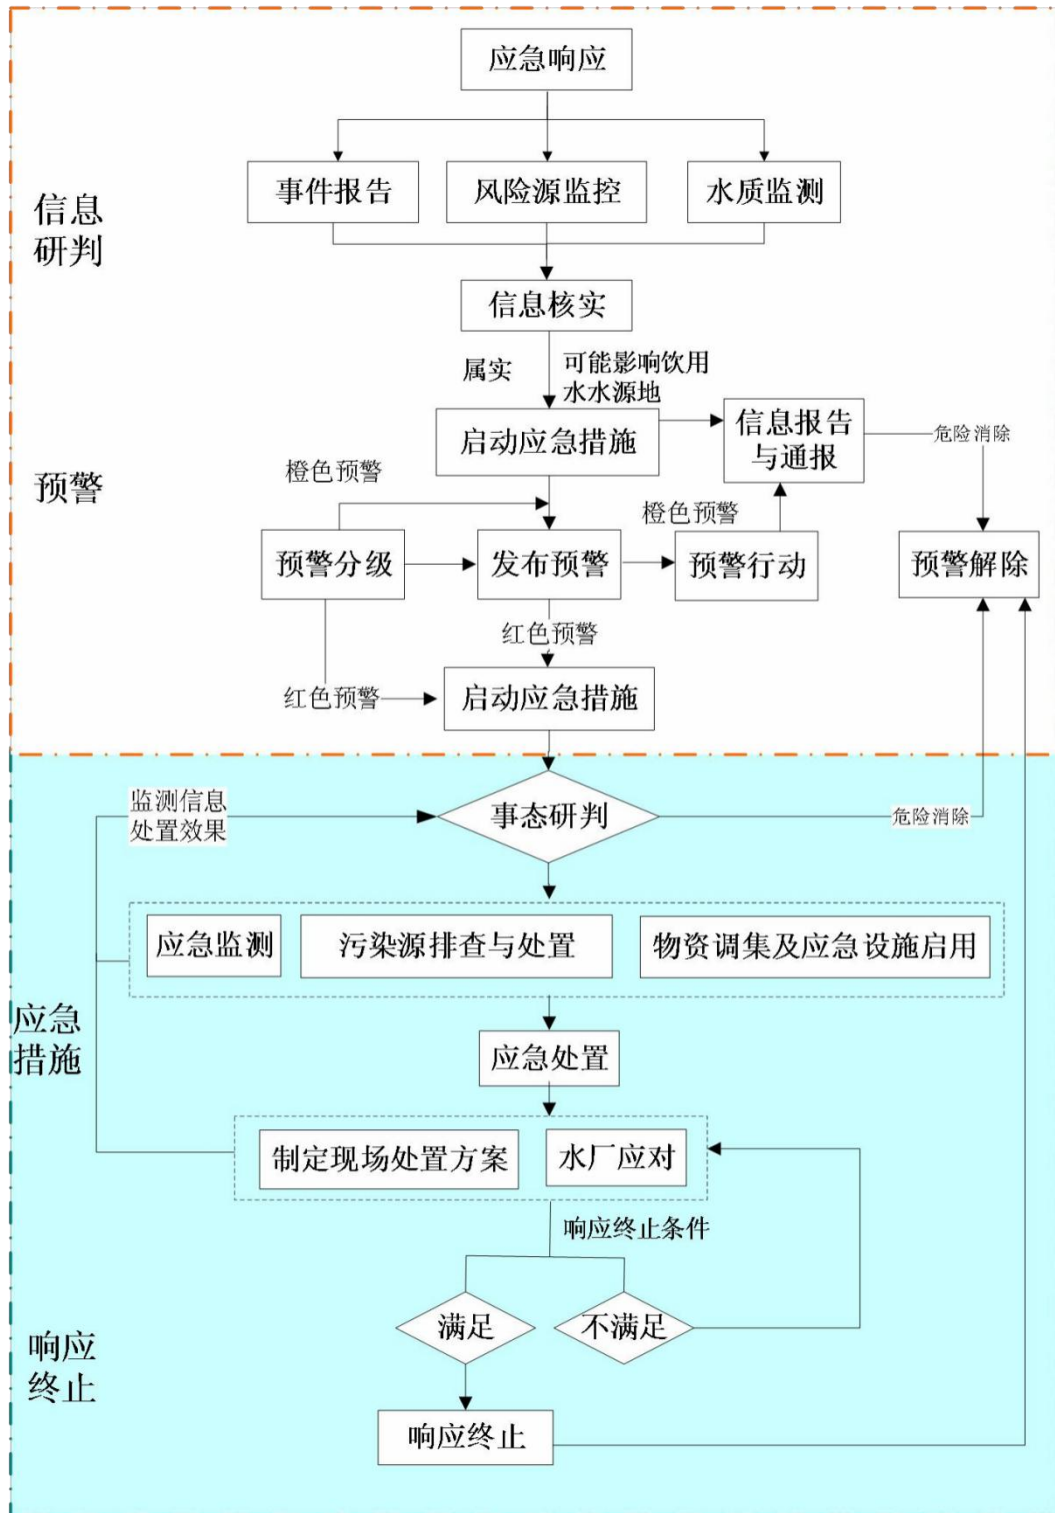 应急响应
事件报告
风险源监控
水质监测
信息
研判
信息核实
属实
可能影响饮用
水水源地
启动应急措施
信息报告
与通报
危险消除
预警
橙色预警
橙色预警
预警分级
发布预警
预警行动
预警解除
红色预警
红色预警
启动应急措施
监测信息
处置效果
事态研判
危险消除
应急监测
污染源排查与处置
物资调集及应急设施启用
应急
措施
应急处置
制定现场处置方案
水厂应对
响应终止条件
满足
不满足
响应
终止
响应终止